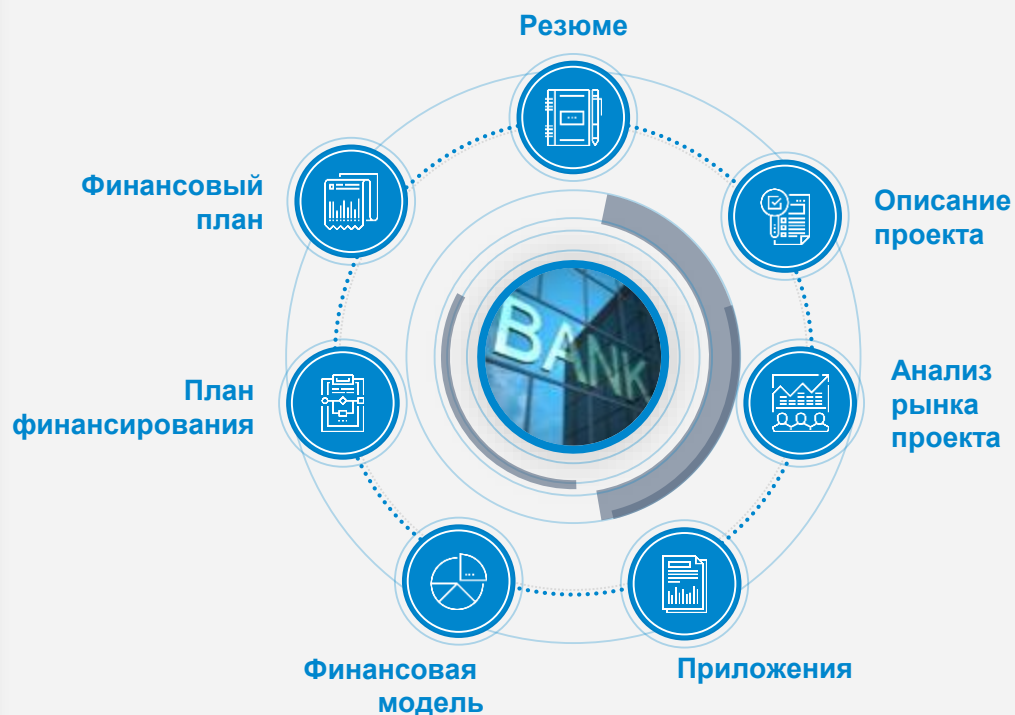 Резюме
Описание
проекта
Анализ
рынка
проекта
Приложения
Финансовая
модель
План
финансирования
Финансовый
план
BANK